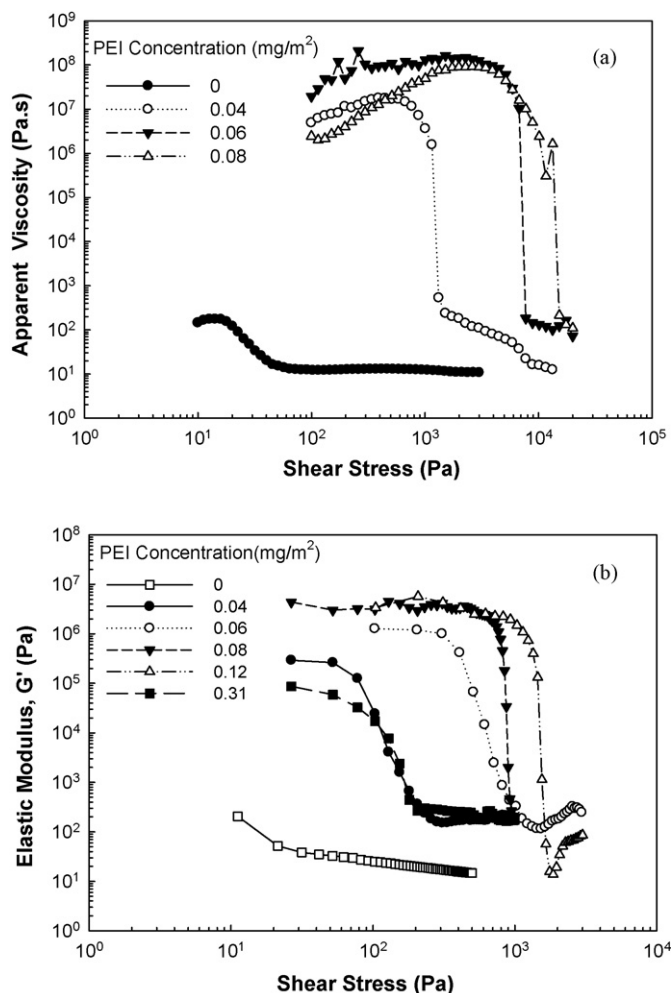 (a)
PEI Concentration (mg/m²)
0
0.04
0.06
0.08
Apparent Viscosity (Pa.s)
10⁹
10⁸
10⁷
10⁶
10⁵
10⁴
10³
10²
10¹
10⁰
10⁰ 10¹ 10² 10³ 10⁴ 10⁵
Shear Stress (Pa)
(b)
PEI Concentration(mg/m²)
0
0.04
0.06
0.08
0.12
0.31
Elastic Modulus, G' (Pa)
10⁸
10⁷
10⁶
10⁵
10⁴
10³
10²
10¹
10⁰
10⁰ 10¹ 10² 10³ 10⁴
Shear Stress (Pa)